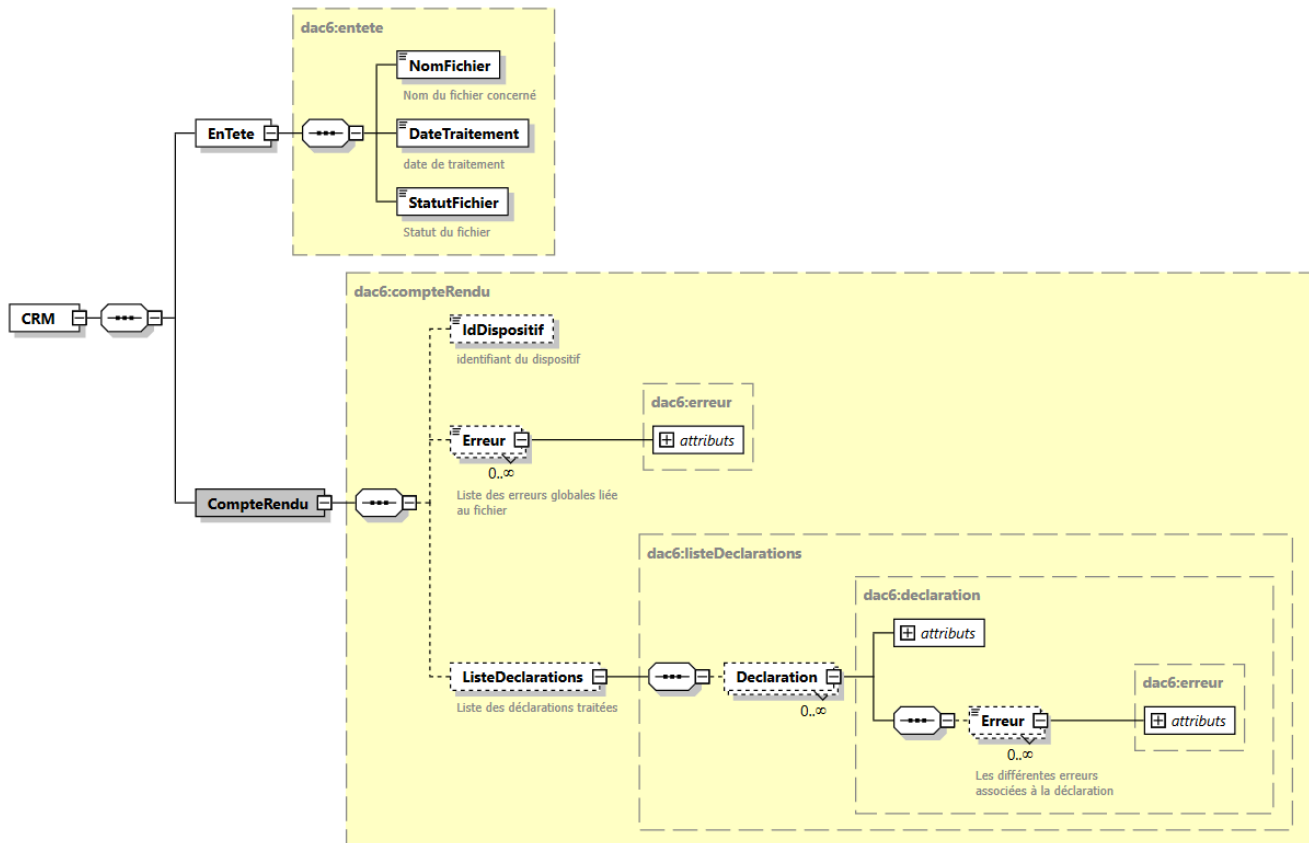 dac6:entete
NomFichier
Nom du fichier concerné
EnTete
DateTraitement
date de traitement
StatutFichier
Statut du fichier
CRM
dac6:compteRendu
IdDispositif
identifiant du dispositif
dac6:erreur
Erreur
attributs
0..∞
Liste des erreurs globales liée
au fichier
CompteRendu
dac6:listeDeclarations
dac6:declaration
attributs
ListeDeclarations
Liste des déclarations traitées
Declaration
0..∞
dac6:erreur
Erreur
attributs
0..∞
Les différentes erreurs
associées à la déclaration